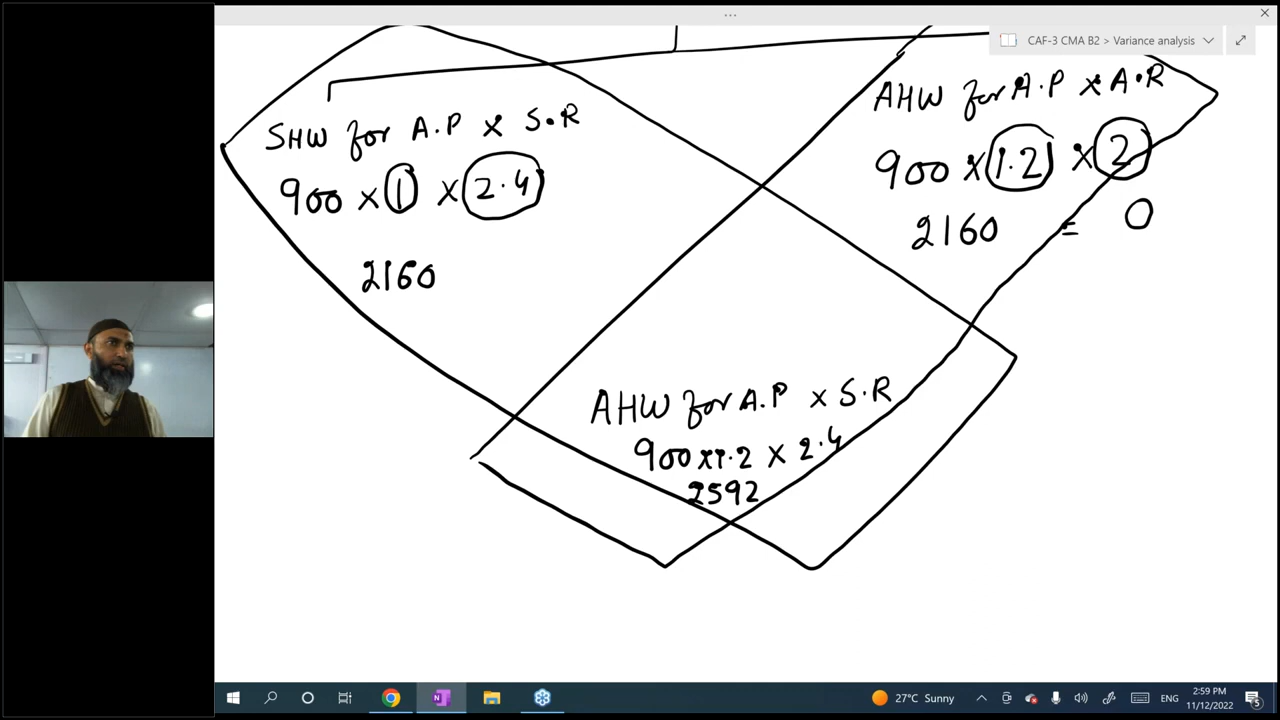 CAF-3 CMA B2 > Variance analysis
SHW for A.P × S.R
900 × 1 × 2.4
2160
AHW for A.P × A.R
900 × 1.2 × 2
2160 = 0
AHW for A.P × S.R
900 × 1.2 × 2.4
2592
27°C Sunny
ENG
2:59 PM
11/12/2022
5